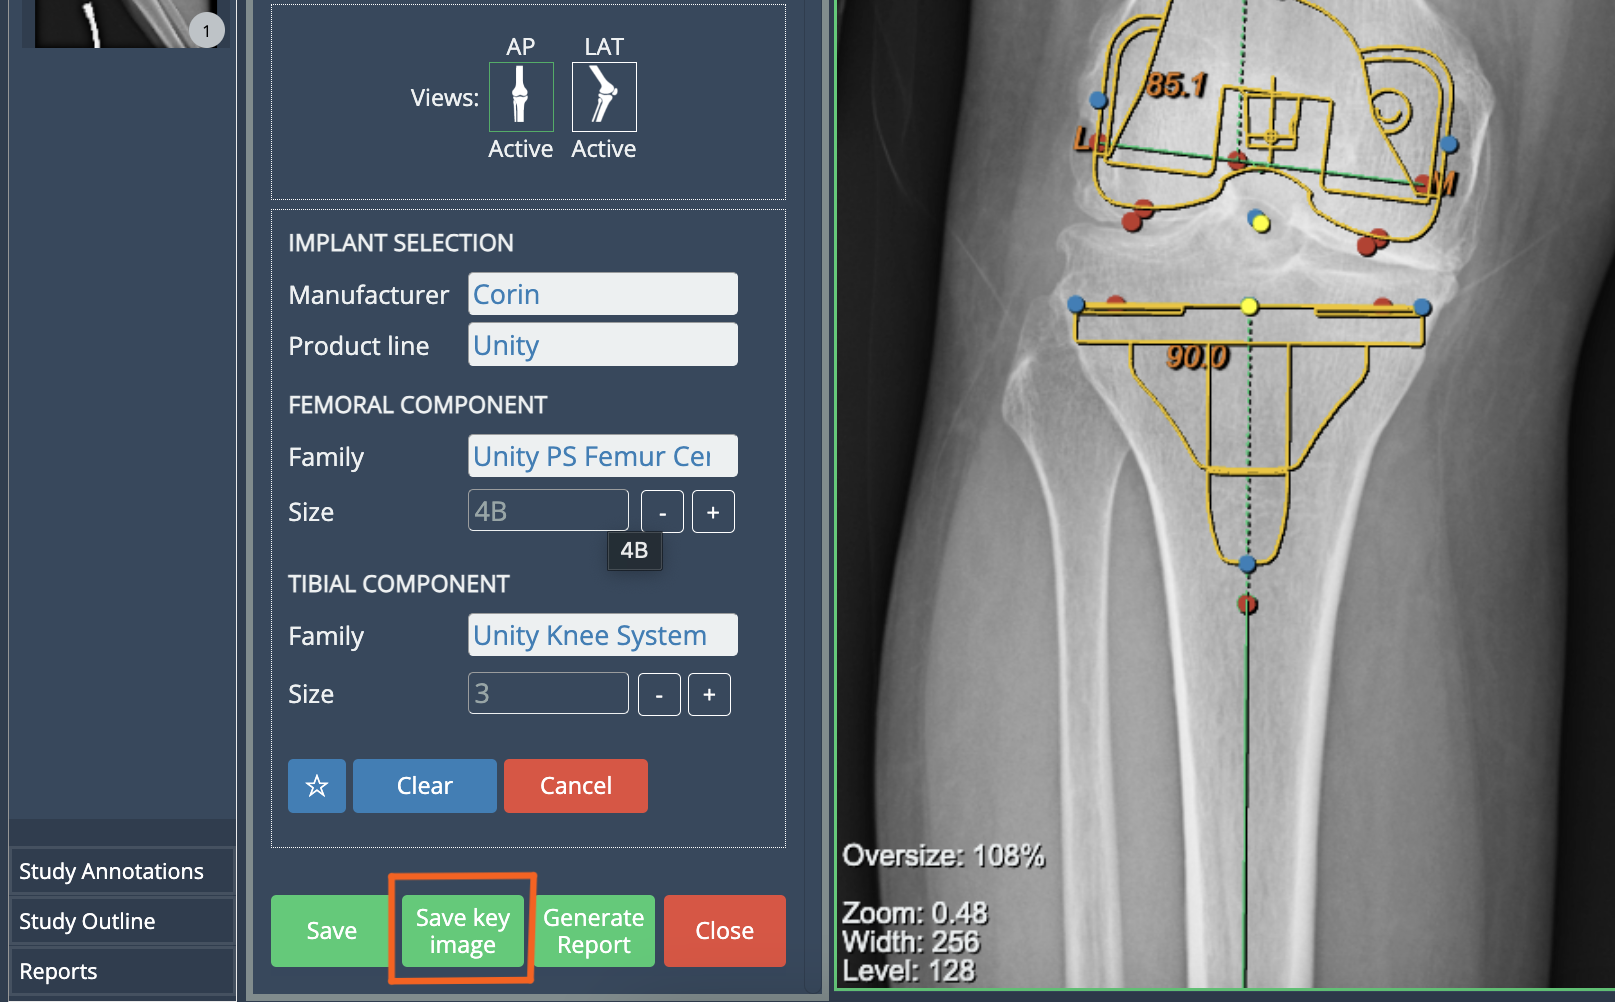 1
AP
LAT
Views:
Active
Active
IMPLANT SELECTION
Manufacturer
Corin
Product line
Unity
FEMORAL COMPONENT
Family
Unity PS Femur Cer
Size
4B
-
+
4B
TIBIAL COMPONENT
Family
Unity Knee System
Size
3
-
+
Clear
Cancel
Save
Save key
image
Generate
Report
Close
Study Annotations
Study Outline
Reports
85.1
L
M
90.0
Oversize: 108%
Zoom: 0.48
Width: 256
Level: 128